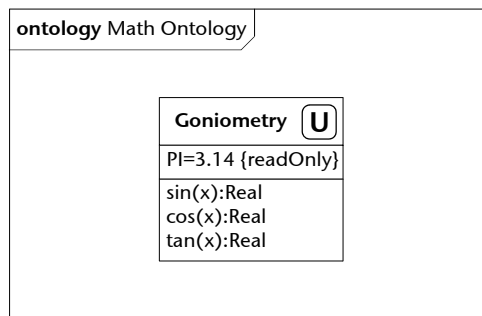 ontology Math Ontology
Goniometry U
PI=3.14 {readOnly}
sin(x):Real
cos(x):Real
tan(x):Real